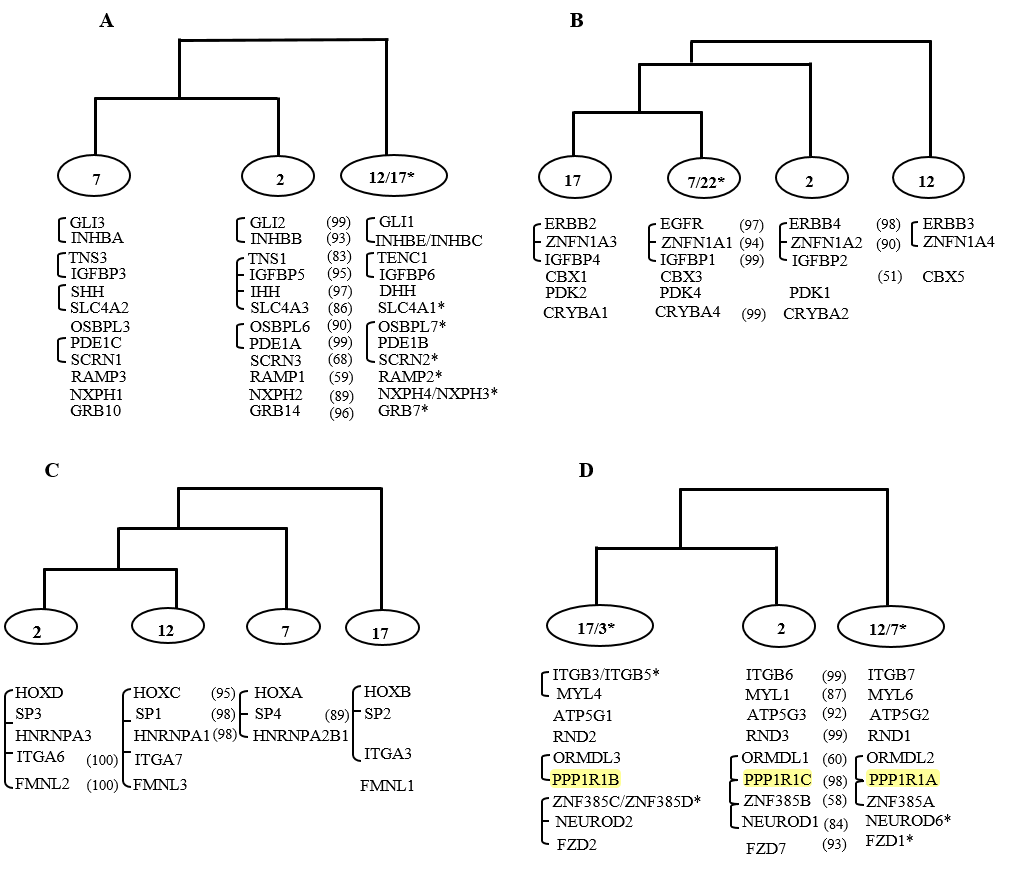 A
7 2 12/17*
GLI3 GLI2 (99) GLI1
INHBA INHBB (93) INHBE/INHBC
TNS3 TNS1 (83) TENC1
IGFBP3 IGFBP5 (95) IGFBP6
SHH IHH (97) DHH
SLC4A2 SLC4A3 (86) SLC4A1*
OSBPL3 OSBPL6 (90) OSBPL7*
PDE1C PDE1A (99) PDE1B
SCRN1 SCRN3 (68) SCRN2*
RAMP3 RAMP1 (59) RAMP2*
NXPH1 NXPH2 (89) NXPH4/NXPH3*
GRB10 GRB14 (96) GRB7*
B
17 7/22* 2 12
ERBB2 EGFR (97) ERBB4 (98) ERBB3
ZNFN1A3 ZNFN1A1 (94) ZNFN1A2 (90) ZNFN1A4
IGFBP4 IGFBP1 (99) IGFBP2
CBX1 CBX3 (51) CBX5
PDK2 PDK4 PDK1
CRYBA1 CRYBA4 (99) CRYBA2
C
2 12 7 17
HOXD HOXC (95) HOXA HOXB
SP3 SP1 (98) SP4 (89) SP2
HNRNPA3 HNRNPA1 (98) HNRNPA2B1
ITGA6 (100) ITGA7 ITGA3
FMNL2 (100) FMNL3 FMNL1
D
17/3* 2 12/7*
ITGB3/ITGB5* ITGB6 (99) ITGB7
MYL4 MYL1 (87) MYL6
ATP5G1 ATP5G3 (92) ATP5G2
RND2 RND3 (99) RND1
ORMDL3 ORMDL1 (60) ORMDL2
PPP1R1B PPP1R1C (98) PPP1R1A
ZNF385C/ZNF385D* ZNF385B (58) ZNF385A
NEUROD2 NEUROD1 (84) NEUROD6*
FZD2 FZD7 (93) FZD1*